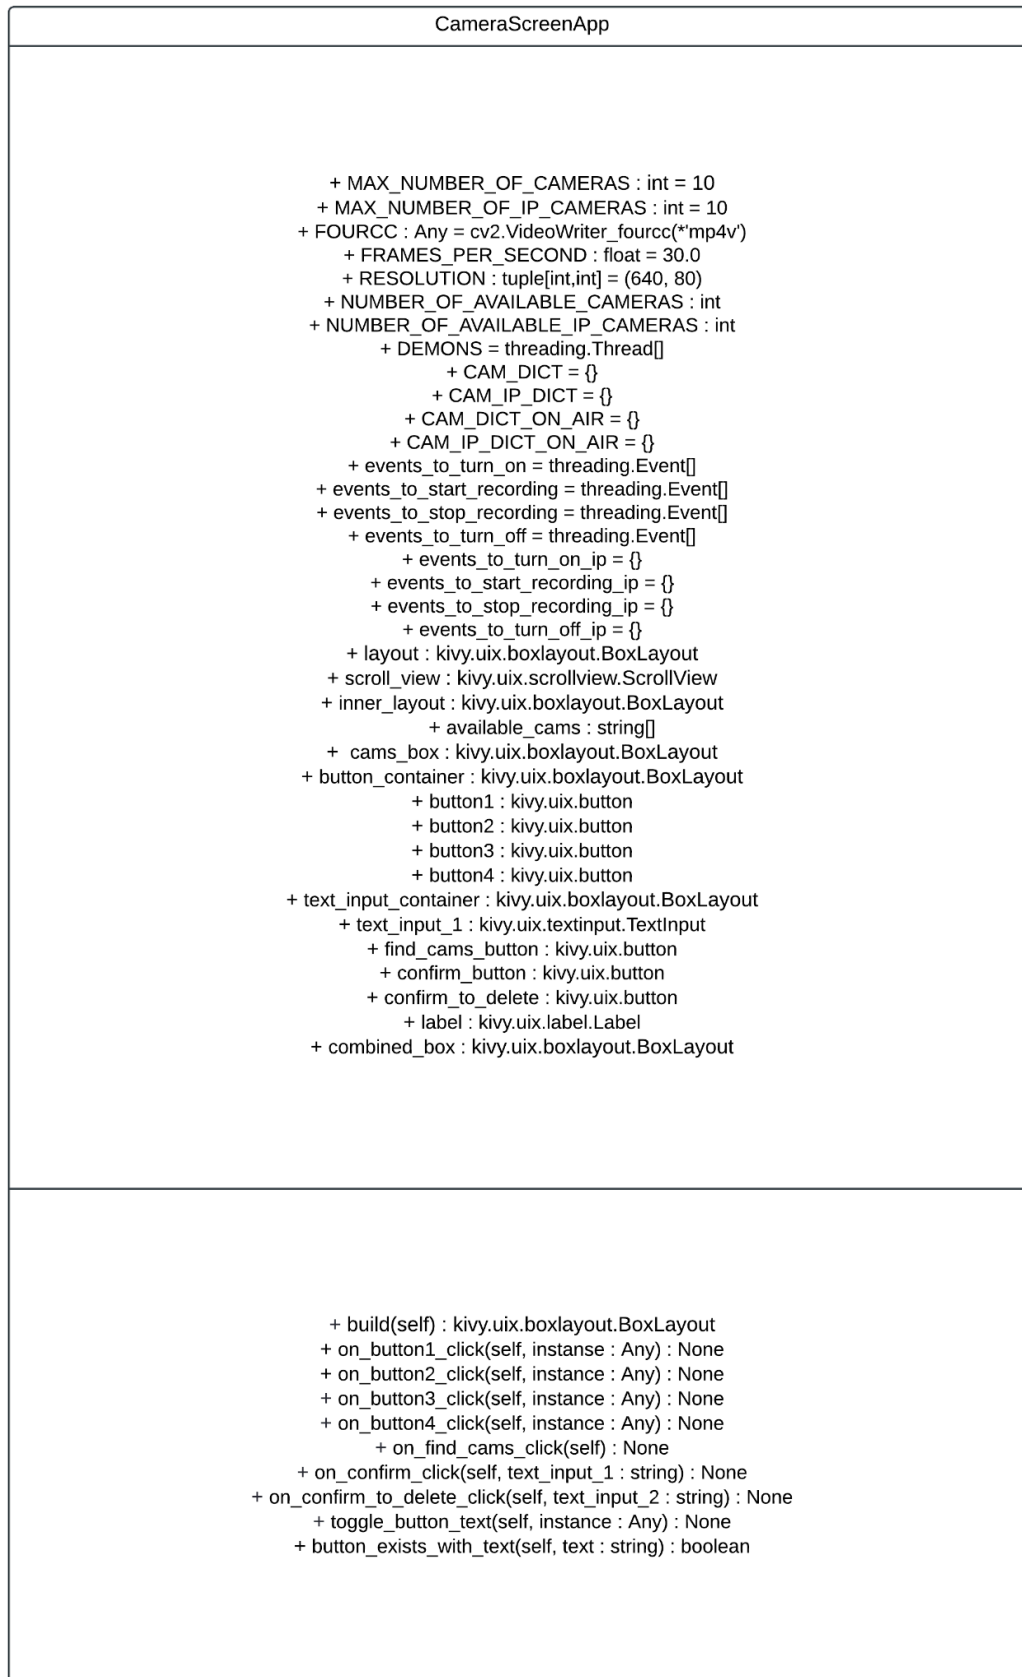 CameraScreenApp
+ MAX_NUMBER_OF_CAMERAS : int = 10
+ MAX_NUMBER_OF_IP_CAMERAS : int = 10
+ FOURCC : Any = cv2.VideoWriter_fourcc(*'mp4v')
+ FRAMES_PER_SECOND : float = 30.0
+ RESOLUTION : tuple[int,int] = (640, 80)
+ NUMBER_OF_AVAILABLE_CAMERAS : int
+ NUMBER_OF_AVAILABLE_IP_CAMERAS : int
+ DEMONS = threading.Thread[]
+ CAM_DICT = {}
+ CAM_IP_DICT = {}
+ CAM_DICT_ON_AIR = {}
+ CAM_IP_DICT_ON_AIR = {}
+ events_to_turn_on = threading.Event[]
+ events_to_start_recording = threading.Event[]
+ events_to_stop_recording = threading.Event[]
+ events_to_turn_off = threading.Event[]
+ events_to_turn_on_ip = {}
+ events_to_start_recording_ip = {}
+ events_to_stop_recording_ip = {}
+ events_to_turn_off_ip = {}
+ layout : kivy.uix.boxlayout.BoxLayout
+ scroll_view : kivy.uix.scrollview.ScrollView
+ inner_layout : kivy.uix.boxlayout.BoxLayout
+ available_cams : string[]
+ cams_box : kivy.uix.boxlayout.BoxLayout
+ button_container : kivy.uix.boxlayout.BoxLayout
+ button1 : kivy.uix.button
+ button2 : kivy.uix.button
+ button3 : kivy.uix.button
+ button4 : kivy.uix.button
+ text_input_container : kivy.uix.boxlayout.BoxLayout
+ text_input_1 : kivy.uix.textinput.TextInput
+ find_cams_button : kivy.uix.button
+ confirm_button : kivy.uix.button
+ confirm_to_delete : kivy.uix.button
+ label : kivy.uix.label.Label
+ combined_box : kivy.uix.boxlayout.BoxLayout
+ build(self) : kivy.uix.boxlayout.BoxLayout
+ on_button1_click(self, instanse : Any) : None
+ on_button2_click(self, instance : Any) : None
+ on_button3_click(self, instance : Any) : None
+ on_button4_click(self, instance : Any) : None
+ on_find_cams_click(self) : None
+ on_confirm_click(self, text_input_1 : string) : None
+ on_confirm_to_delete_click(self, text_input_2 : string) : None
+ toggle_button_text(self, instance : Any) : None
+ button_exists_with_text(self, text : string) : boolean